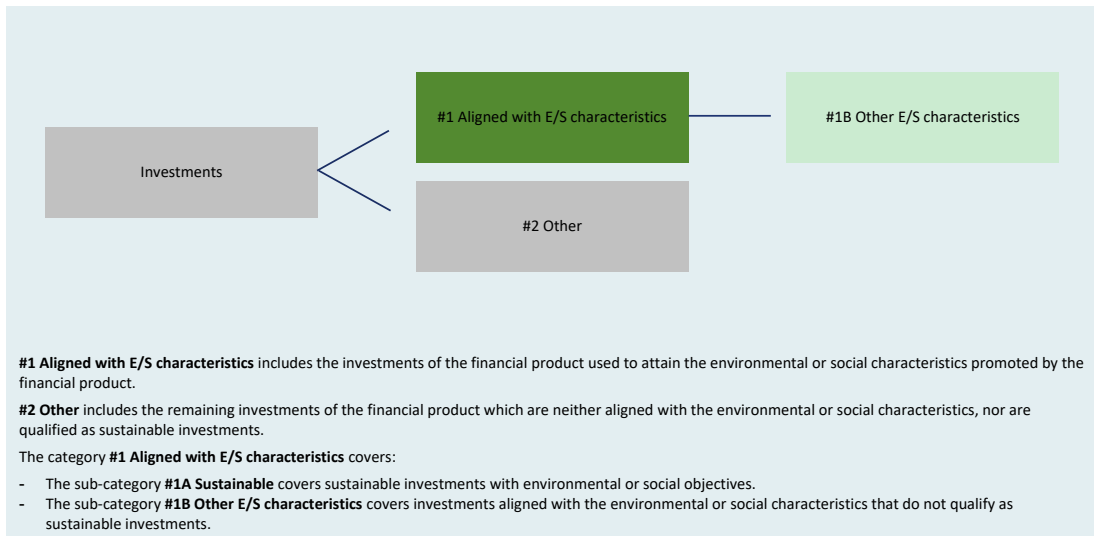 #1 Aligned with E/S characteristics
#1B Other E/S characteristics
Investments
#2 Other
#1 Aligned with E/S characteristics includes the investments of the financial product used to attain the environmental or social characteristics promoted by the
financial product.
#2 Other includes the remaining investments of the financial product which are neither aligned with the environmental or social characteristics, nor are
qualified as sustainable investments.
The category #1 Aligned with E/S characteristics covers:
- The sub-category #1A Sustainable covers sustainable investments with environmental or social objectives.
- The sub-category #1B Other E/S characteristics covers investments aligned with the environmental or social characteristics that do not qualify as
sustainable investments.